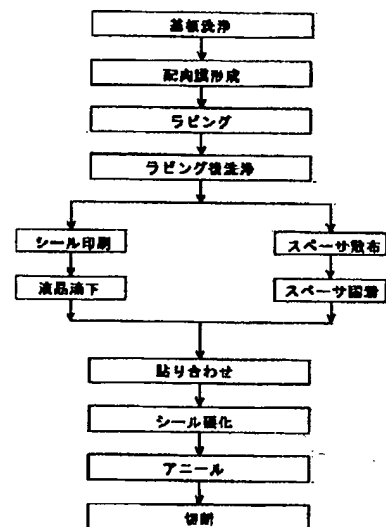 基板洗浄
配向膜形成
ラビング
ラビング後洗浄
シール印刷
スペーサ散布
液晶滴下
スペーサ固着
貼り合わせ
シール硬化
アニール
切断